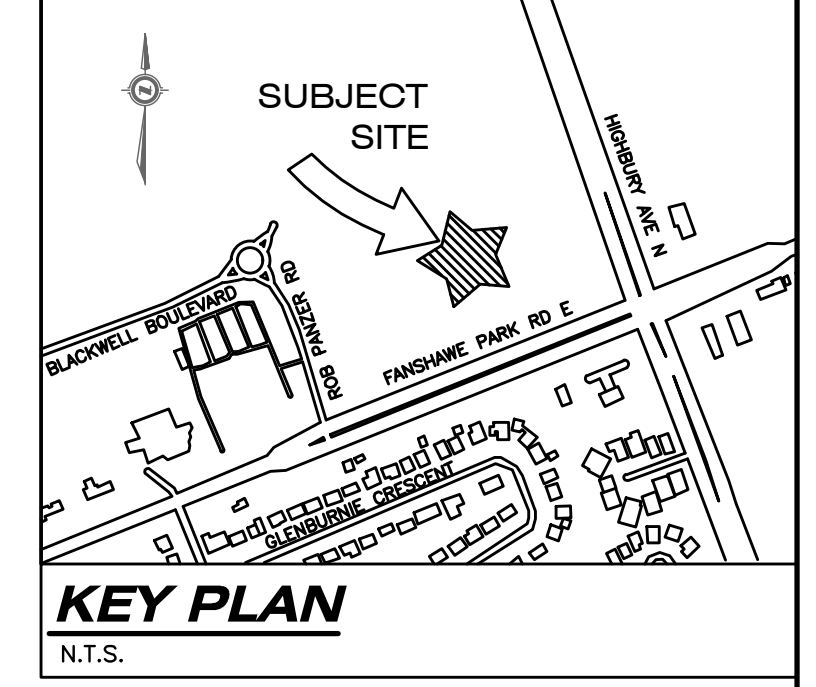 SUBJECT
SITE
HIGHBURY AVE N
N
ROB PANZER RD
BLACKWELL BOULEVARD
FANSHAWE PARK RD E
GLENBURNIE CRESCENT
KEY PLAN
N.T.S.